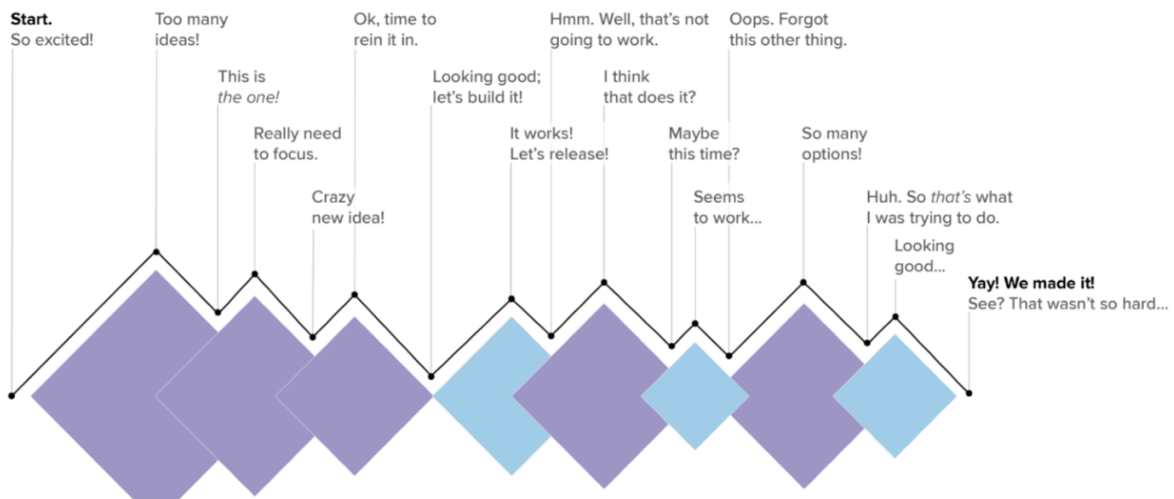 Start.
So excited!
Too many
ideas!
This is
the one!
Really need
to focus.
Crazy
new idea!
Ok, time to
rein it in.
Looking good;
let's build it!
It works!
Let's release!
Hmm. Well, that's not
going to work.
I think
that does it?
Maybe
this time?
Seems
to work...
Oops. Forgot
this other thing.
So many
options!
Huh. So that's what
I was trying to do.
Looking
good...
Yay! We made it!
See? That wasn't so hard...